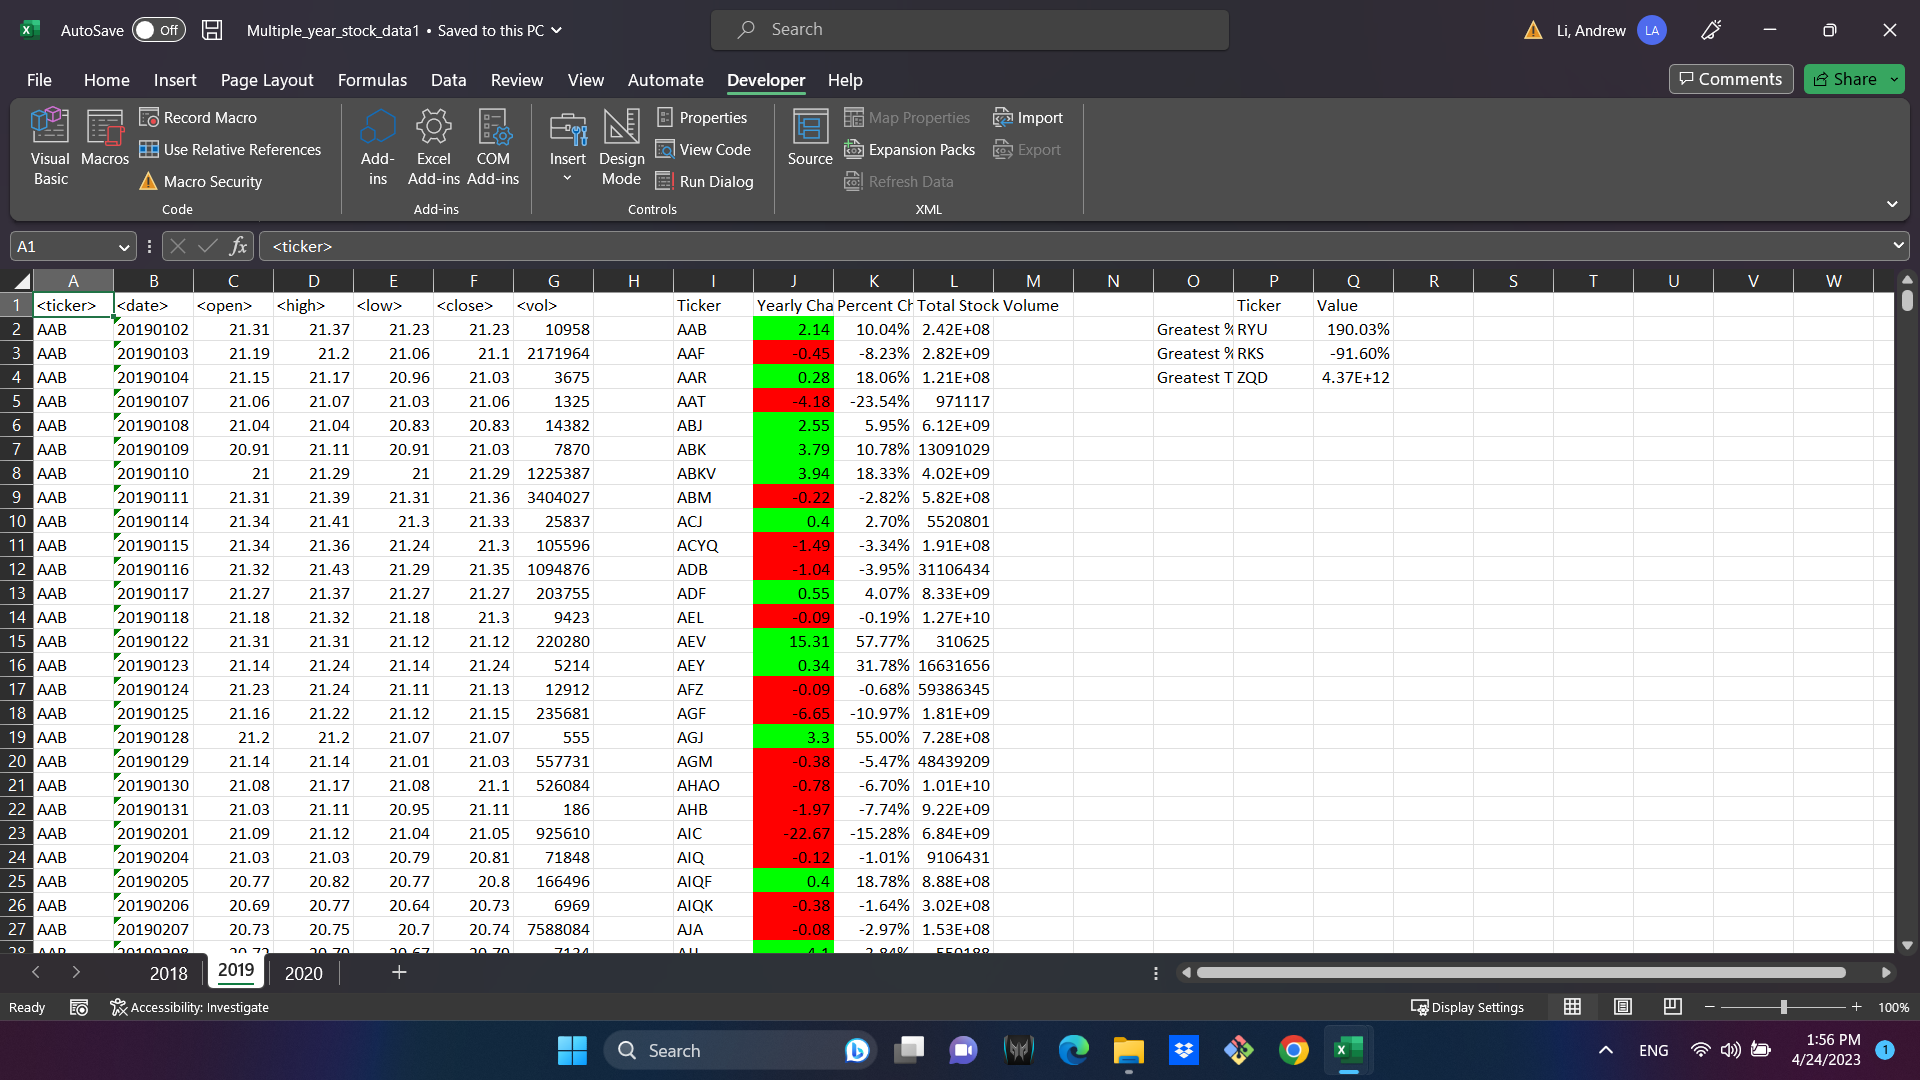 AutoSave Off Multiple_year_stock_data1 • Saved to this PC Search Li, Andrew LA
File Home Insert Page Layout Formulas Data Review View Automate Developer Help Comments Share
Visual Basic
Macros
Record Macro
Use Relative References
Macro Security
Code
Add-ins
Excel Add-ins
COM Add-ins
Add-ins
Insert
Design Mode
Properties
View Code
Run Dialog
Controls
Source
Map Properties
Expansion Packs
Refresh Data
Import
Export
XML
A1 fx <ticker>
A B C D E F G H I J K L M N O P Q R S T U V W
1 <ticker> <date> <open> <high> <low> <close> <vol> Ticker Yearly Cha Percent Ch Total Stock Volume Ticker Value
2 AAB 20190102 21.31 21.37 21.23 21.23 10958 AAB 2.14 10.04% 2.42E+08 Greatest % RYU 190.03%
3 AAB 20190103 21.19 21.2 21.06 21.1 2171964 AAF -0.45 -8.23% 2.82E+09 Greatest % RKS -91.60%
4 AAB 20190104 21.15 21.17 20.96 21.03 3675 AAR 0.28 18.06% 1.21E+08 Greatest T ZQD 4.37E+12
5 AAB 20190107 21.06 21.07 21.03 21.06 1325 AAT -4.18 -23.54% 971117
6 AAB 20190108 21.04 21.04 20.83 20.83 14382 ABJ 2.55 5.95% 6.12E+09
7 AAB 20190109 20.91 21.11 20.91 21.03 7870 ABK 3.79 10.78% 13091029
8 AAB 20190110 21 21.29 21 21.29 1225387 ABKV 3.94 18.33% 4.02E+09
9 AAB 20190111 21.31 21.39 21.31 21.36 3404027 ABM -0.22 -2.82% 5.82E+08
10 AAB 20190114 21.34 21.41 21.3 21.33 25837 ACJ 0.4 2.70% 5520801
11 AAB 20190115 21.34 21.36 21.24 21.3 105596 ACYQ -1.49 -3.34% 1.91E+08
12 AAB 20190116 21.32 21.43 21.29 21.35 1094876 ADB -1.04 -3.95% 31106434
13 AAB 20190117 21.27 21.37 21.27 21.27 203755 ADF 0.55 4.07% 8.33E+09
14 AAB 20190118 21.18 21.32 21.18 21.3 9423 AEL -0.09 -0.19% 1.27E+10
15 AAB 20190122 21.31 21.31 21.12 21.12 220280 AEV 15.31 57.77% 310625
16 AAB 20190123 21.14 21.24 21.14 21.24 5214 AEY 0.34 31.78% 16631656
17 AAB 20190124 21.23 21.24 21.11 21.13 12912 AFZ -0.09 -0.68% 59386345
18 AAB 20190125 21.16 21.22 21.12 21.15 235681 AGF -6.65 -10.97% 1.81E+09
19 AAB 20190128 21.2 21.2 21.07 21.07 555 AGJ 3.3 55.00% 7.28E+08
20 AAB 20190129 21.14 21.14 21.01 21.03 557731 AGM -0.38 -5.47% 48439209
21 AAB 20190130 21.08 21.17 21.08 21.1 526084 AHAO -0.78 -6.70% 1.01E+10
22 AAB 20190131 21.03 21.11 20.95 21.11 186 AHB -1.97 -7.74% 9.22E+09
23 AAB 20190201 21.09 21.12 21.04 21.05 925610 AIC -22.67 -15.28% 6.84E+09
24 AAB 20190204 21.03 21.03 20.79 20.81 71848 AIQ -0.12 -1.01% 9106431
25 AAB 20190205 20.77 20.82 20.77 20.8 166496 AIQF 0.4 18.78% 8.88E+08
26 AAB 20190206 20.69 20.77 20.64 20.73 6969 AIQK -0.38 -1.64% 3.02E+08
27 AAB 20190207 20.73 20.75 20.7 20.74 7588084 AJA -0.08 -2.97% 1.53E+08
28 AAB 20190208
2018 2019 2020
Ready Accessibility: Investigate Display Settings 100%
Search ENG 1:56 PM 1
4/24/2023